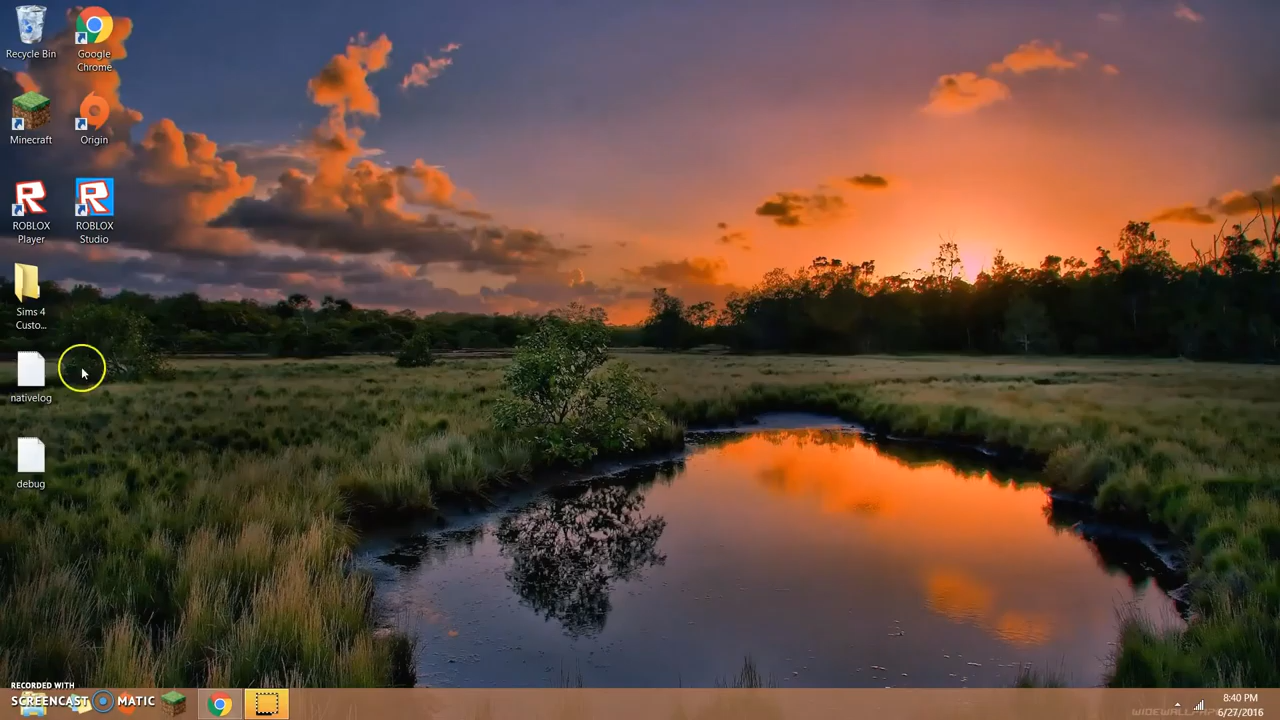 Recycle Bin
Google
Chrome
Minecraft
Origin
ROBLOX
Player
ROBLOX
Studio
Sims 4
Custo...
nativelog
debug
RECORDED WITH
SCREENCAST MATIC
8:40 PM
6/27/2016